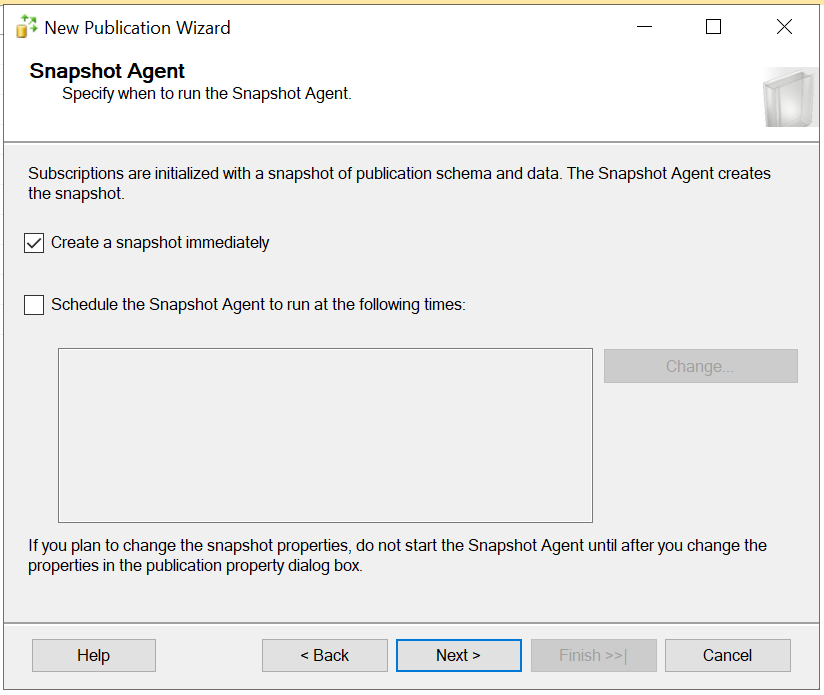 New Publication Wizard
Snapshot Agent
Specify when to run the Snapshot Agent.
Subscriptions are initialized with a snapshot of publication schema and data. The Snapshot Agent creates
the snapshot.
Create a snapshot immediately
Schedule the Snapshot Agent to run at the following times:
Change...
If you plan to change the snapshot properties, do not start the Snapshot Agent until after you change the
properties in the publication property dialog box.
Help < Back Next > Finish >>| Cancel